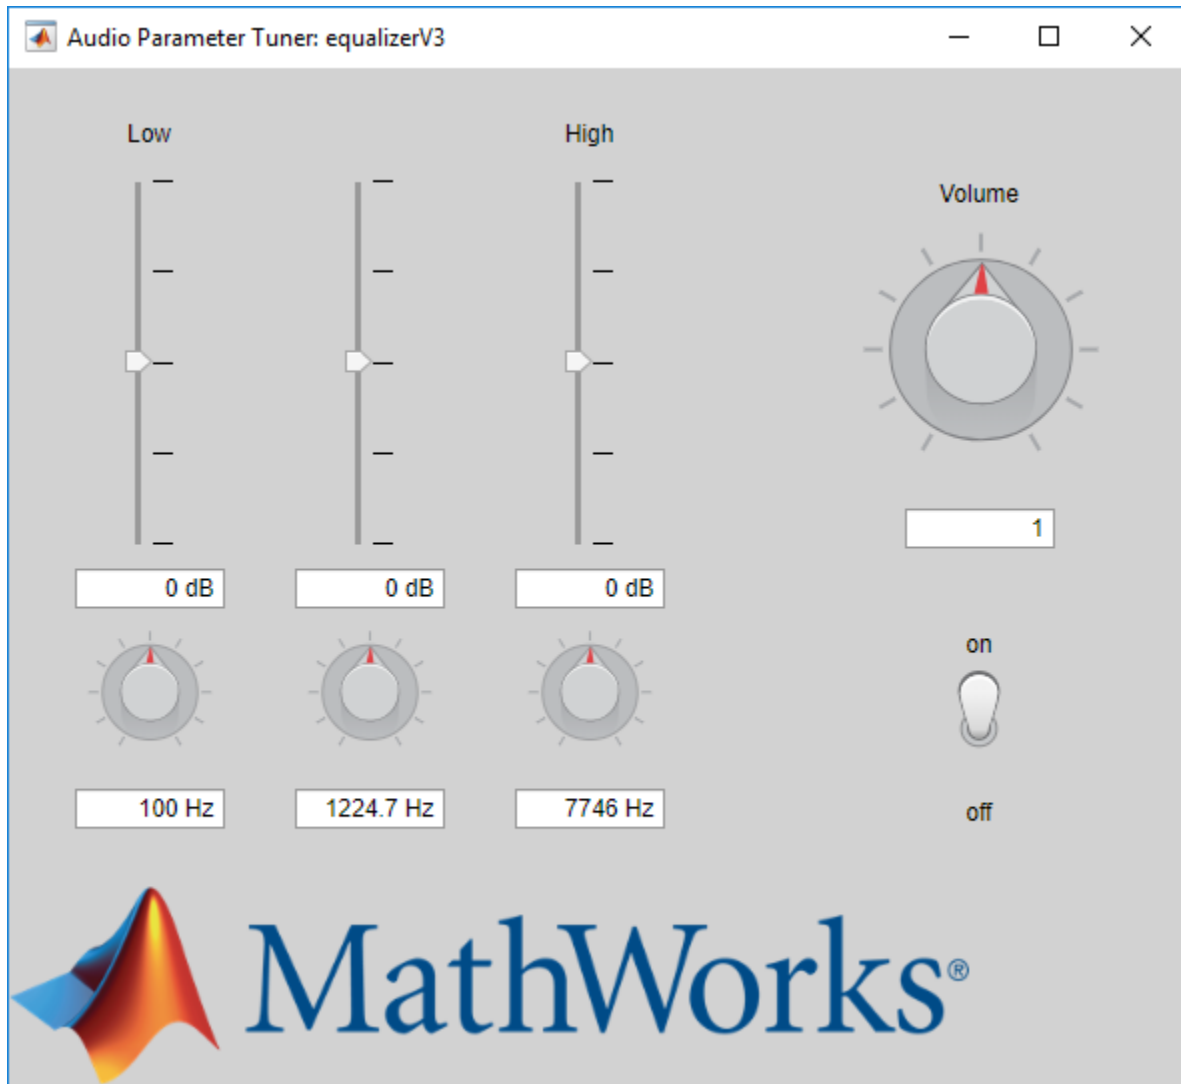 Audio Parameter Tuner: equalizerV3
Low
High
Volume
1
0 dB
0 dB
0 dB
on
100 Hz
1224.7 Hz
7746 Hz
off
MathWorks®